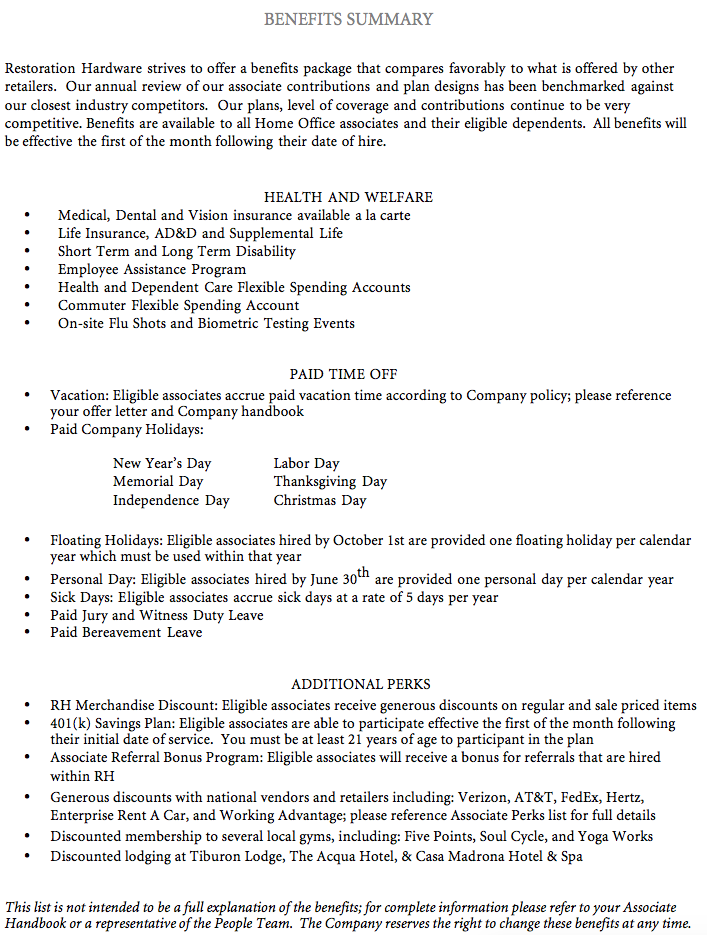 BENEFITS SUMMARY
Restoration Hardware strives to offer a benefits package that compares favorably to what is offered by other
retailers. Our annual review of our associate contributions and plan designs has been benchmarked against
our closest industry competitors. Our plans, level of coverage and contributions continue to be very
competitive. Benefits are available to all Home Office associates and their eligible dependents. All benefits will
be effective the first of the month following their date of hire.
HEALTH AND WELFARE
• Medical, Dental and Vision insurance available a la carte
• Life Insurance, AD&D and Supplemental Life
• Short Term and Long Term Disability
• Employee Assistance Program
• Health and Dependent Care Flexible Spending Accounts
• Commuter Flexible Spending Account
• On-site Flu Shots and Biometric Testing Events
PAID TIME OFF
• Vacation: Eligible associates accrue paid vacation time according to Company policy; please reference
your offer letter and Company handbook
• Paid Company Holidays:
New Year's Day Labor Day
Memorial Day Thanksgiving Day
Independence Day Christmas Day
• Floating Holidays: Eligible associates hired by October 1st are provided one floating holiday per calendar
year which must be used within that year
• Personal Day: Eligible associates hired by June 30th are provided one personal day per calendar year
• Sick Days: Eligible associates accrue sick days at a rate of 5 days per year
• Paid Jury and Witness Duty Leave
• Paid Bereavement Leave
ADDITIONAL PERKS
• RH Merchandise Discount: Eligible associates receive generous discounts on regular and sale priced items
• 401(k) Savings Plan: Eligible associates are able to participate effective the first of the month following
their initial date of service. You must be at least 21 years of age to participant in the plan
• Associate Referral Bonus Program: Eligible associates will receive a bonus for referrals that are hired
within RH
• Generous discounts with national vendors and retailers including: Verizon, AT&T, FedEx, Hertz,
Enterprise Rent A Car, and Working Advantage; please reference Associate Perks list for full details
• Discounted membership to several local gyms, including: Five Points, Soul Cycle, and Yoga Works
• Discounted lodging at Tiburon Lodge, The Acqua Hotel, & Casa Madrona Hotel & Spa
This list is not intended to be a full explanation of the benefits; for complete information please refer to your Associate
Handbook or a representative of the People Team. The Company reserves the right to change these benefits at any time.